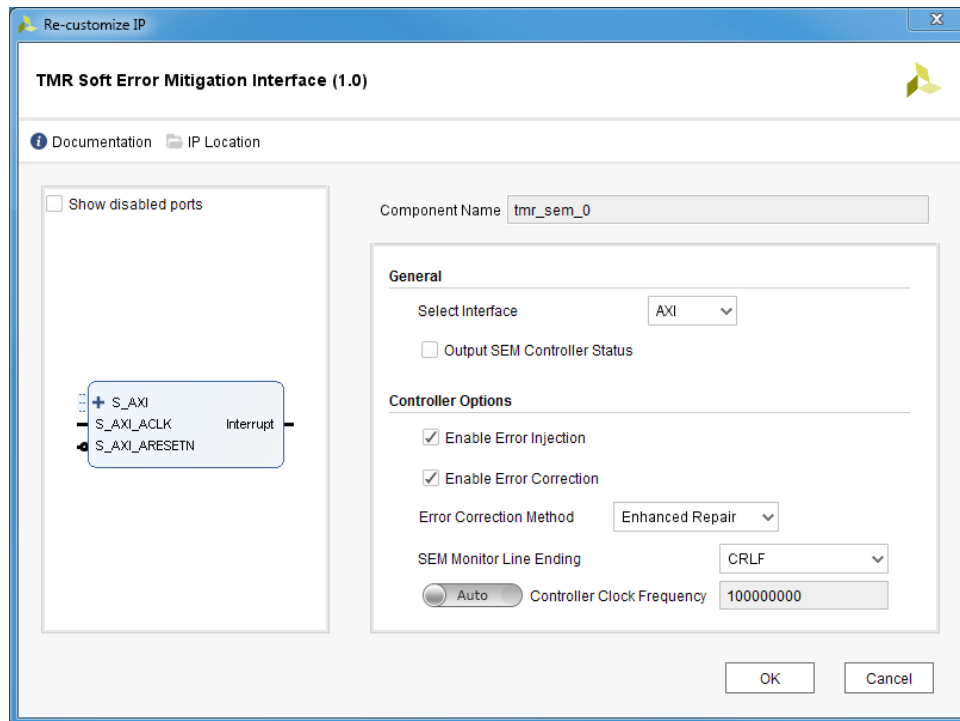 Re-customize IP
TMR Soft Error Mitigation Interface (1.0)
Documentation IP Location
Show disabled ports
Component Name tmr_sem_0
General
Select Interface AXI
Output SEM Controller Status
S_AXI
S_AXI_ACLK Interrupt
S_AXI_ARESETN
Controller Options
Enable Error Injection
Enable Error Correction
Error Correction Method Enhanced Repair
SEM Monitor Line Ending CRLF
Auto Controller Clock Frequency 100000000
OK Cancel